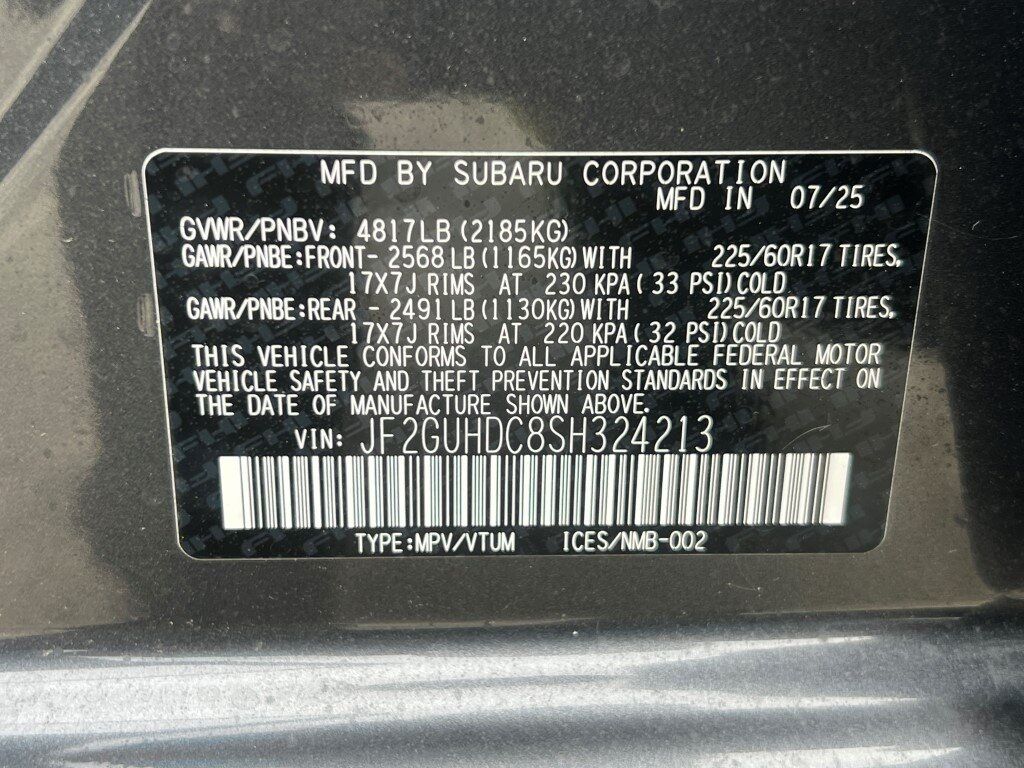 MFD BY SUBARU CORPORATION
MFD IN 07/25
GVWR/PNBV: 4817LB (2185KG)
GAWR/PNBE:FRONT- 2568 LB (1165KG) WITH 225/60R17 TIRES,
17X7J RIMS AT 230 KPA ( 33 PSI) COLD
GAWR/PNBE:REAR - 2491 LB (1130KG) WITH 225/60R17 TIRES,
17X7J RIMS AT 220 KPA ( 32 PSI) COLD
THIS VEHICLE CONFORMS TO ALL APPLICABLE FEDERAL MOTOR
VEHICLE SAFETY AND THEFT PREVENTION STANDARDS IN EFFECT ON
THE DATE OF MANUFACTURE SHOWN ABOVE.
VIN: JF2GUHDC8SH324213
TYPE:MPV/VTUM ICES/NMB-002